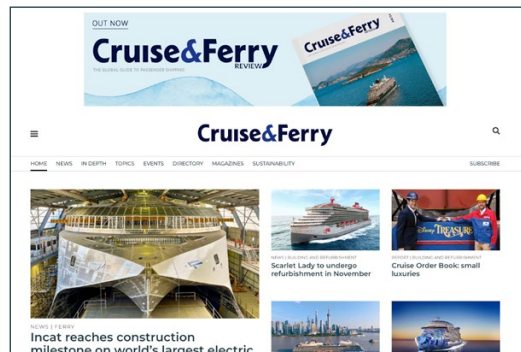 OUT NOW
Cruise&Ferry
REVIEW
THE GLOBAL GUIDE TO PASSENGER SHIPPING
Cruise&Ferry
Cruise&Ferry
HOME NEWS IN DEPTH TOPICS EVENTS DIRECTORY MAGAZINES SUSTAINABILITY SUBSCRIBE
Disney TREASURE
NEWS | BUILDING AND REFURBISHMENT
Scarlet Lady to undergo
refurbishment in November
REPORT | BUILDING AND REFURBISHMENT
Cruise Order Book: small
luxuries
NEWS | FERRY
Incat reaches construction
milestone on world's largest electric